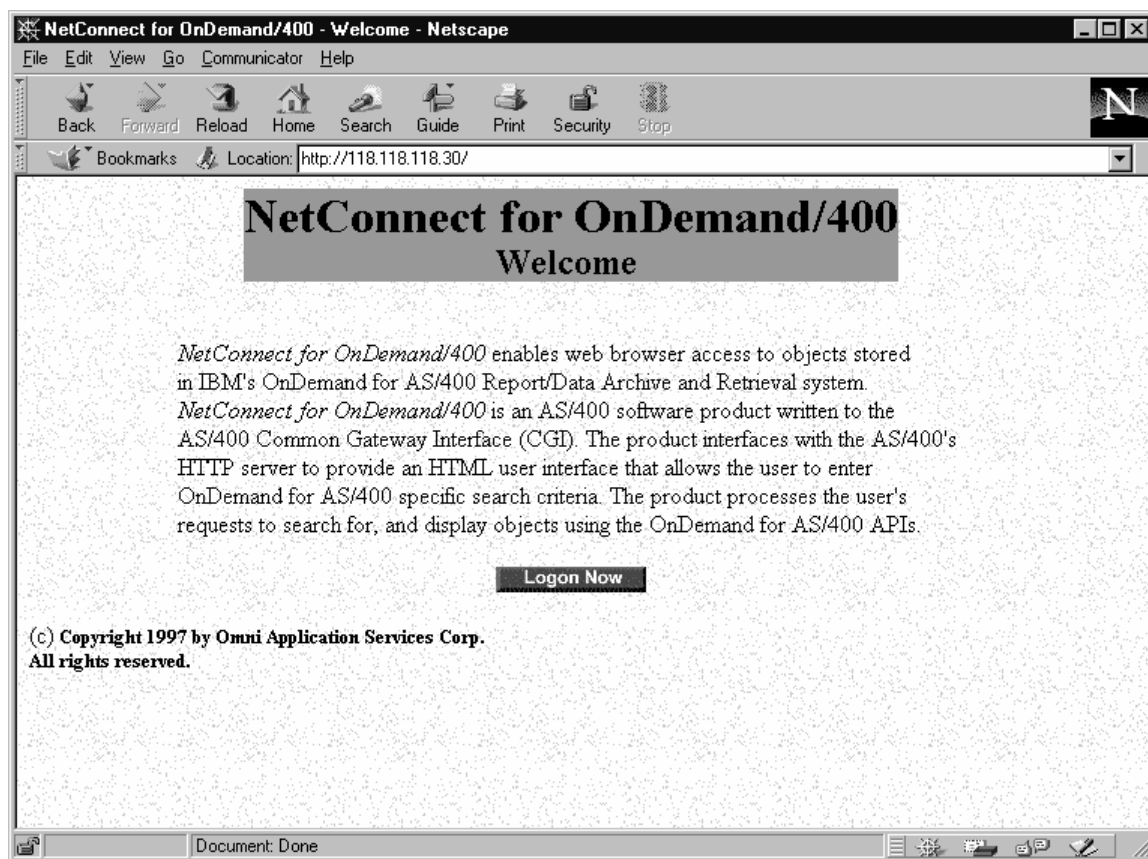 NetConnect for OnDemand/400 - Welcome - Netscape
File Edit View Go Communicator Help
Back Forward Reload Home Search Guide Print Security Stop
N
Bookmarks Location: http://118.118.118.30/
NetConnect for OnDemand/400
Welcome
NetConnect for OnDemand/400 enables web browser access to objects stored
in IBM's OnDemand for AS/400 Report/Data Archive and Retrieval system.
NetConnect for OnDemand/400 is an AS/400 software product written to the
AS/400 Common Gateway Interface (CGI). The product interfaces with the AS/400's
HTTP server to provide an HTML user interface that allows the user to enter
OnDemand for AS/400 specific search criteria. The product processes the user's
requests to search for, and display objects using the OnDemand for AS/400 APIs.
Logon Now
(c) Copyright 1997 by Omni Application Services Corp.
All rights reserved.
Document: Done